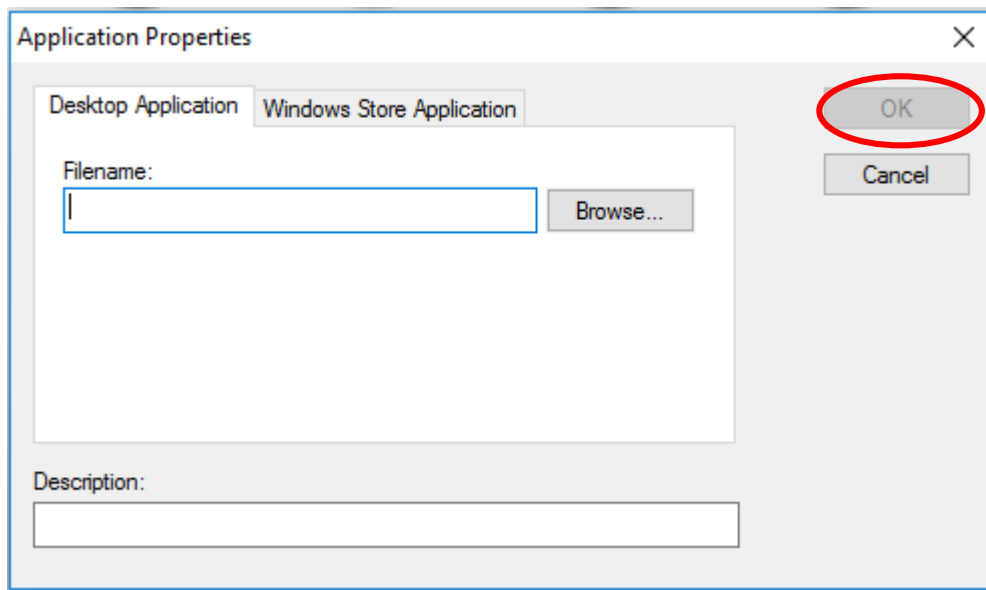 Application Properties
Desktop Application
Windows Store Application
OK
Filename:
Cancel
Browse...
Description: